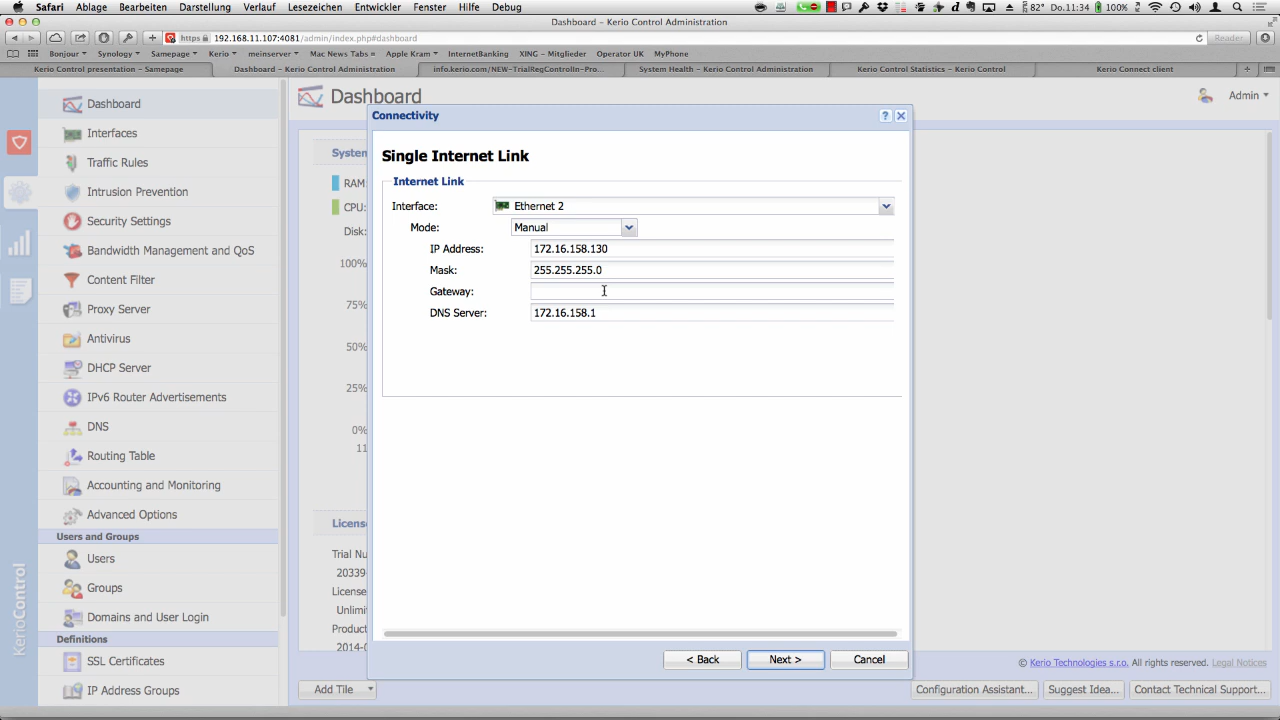 Safari Ablage Bearbeiten Darstellung Verlauf Lesezeichen Entwickler Fenster Hilfe Debug
82° Do.11:34 100%
Dashboard – Kerio Control Administration
https 192.168.11.107:4081/admin/index.php#dashboard
Reader
Bonjour Synology Samepage Kerio meinserver Mac News Tabs Apple Kram InternetBanking XING – Mitglieder Operator UK MyPhone
Kerio Control presentation – Samepage
Dashboard – Kerio Control Administration
info.kerio.com/NEW-TrialRegControlIn-Pro...
System Health – Kerio Control Administration
Kerio Control Statistics – Kerio Control
Kerio Connect client
KerioControl
Dashboard
Interfaces
Traffic Rules
Intrusion Prevention
Security Settings
Bandwidth Management and QoS
Content Filter
Proxy Server
Antivirus
DHCP Server
IPv6 Router Advertisements
DNS
Routing Table
Accounting and Monitoring
Advanced Options
Users and Groups
Users
Groups
Domains and User Login
Definitions
SSL Certificates
IP Address Groups
Dashboard
Admin
System
RAM:
CPU:
Disk:
100%
75%
50%
25%
0%
11
License
Trial Nu
20339-
License
Unlimi
Product
2014-0
Connectivity
Single Internet Link
Internet Link
Interface: Ethernet 2
Mode: Manual
IP Address: 172.16.158.130
Mask: 255.255.255.0
Gateway:
DNS Server: 172.16.158.1
< Back Next > Cancel
© Kerio Technologies s.r.o. All rights reserved. Legal Notices
Add Tile
Configuration Assistant... Suggest Idea... Contact Technical Support...